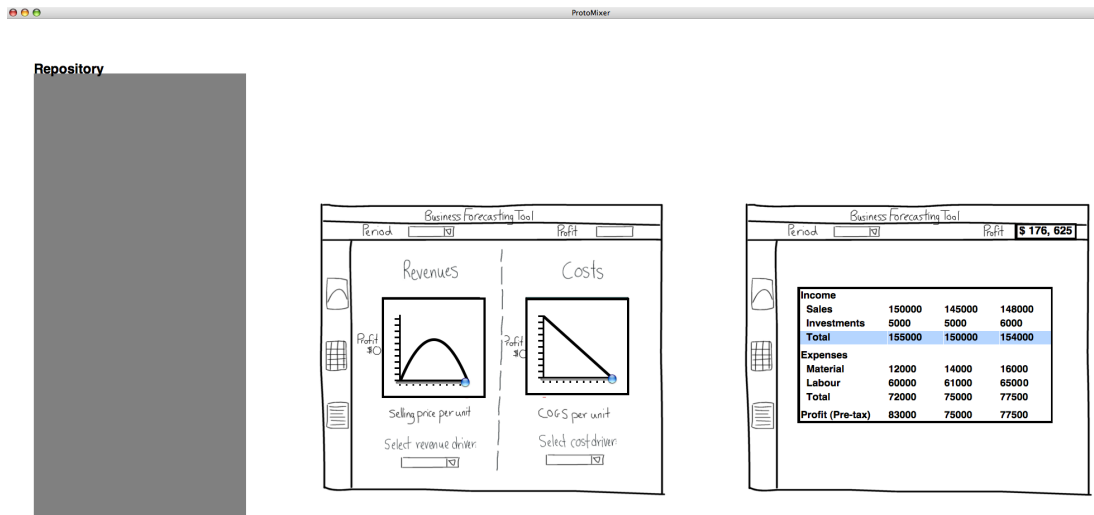 ProtoMixer
Repository
Business Forecasting Tool
Period Profit
Revenues Costs
Profit
$0
Profit
$0
Selling price per unit
COGS per unit
Select revenue driver:
Select cost driver:
Business Forecasting Tool
Period Profit $ 176, 625
Income
Sales 150000 145000 148000
Investments 5000 5000 6000
Total 155000 150000 154000
Expenses
Material 12000 14000 16000
Labour 60000 61000 65000
Total 72000 75000 77500
Profit (Pre-tax) 83000 75000 77500